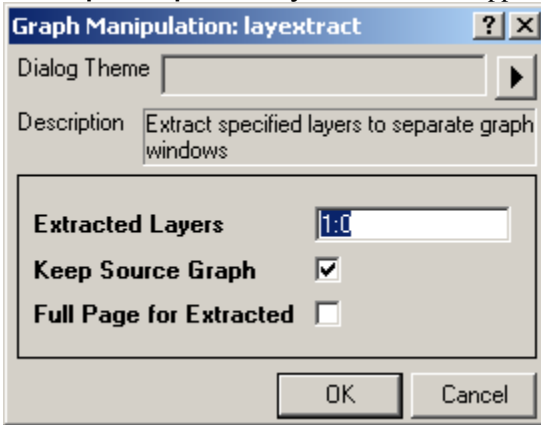 Graph Manipulation: layextract
Dialog Theme
Description Extract specified layers to separate graph
windows
Extracted Layers 1:0
Keep Source Graph
Full Page for Extracted
OK Cancel